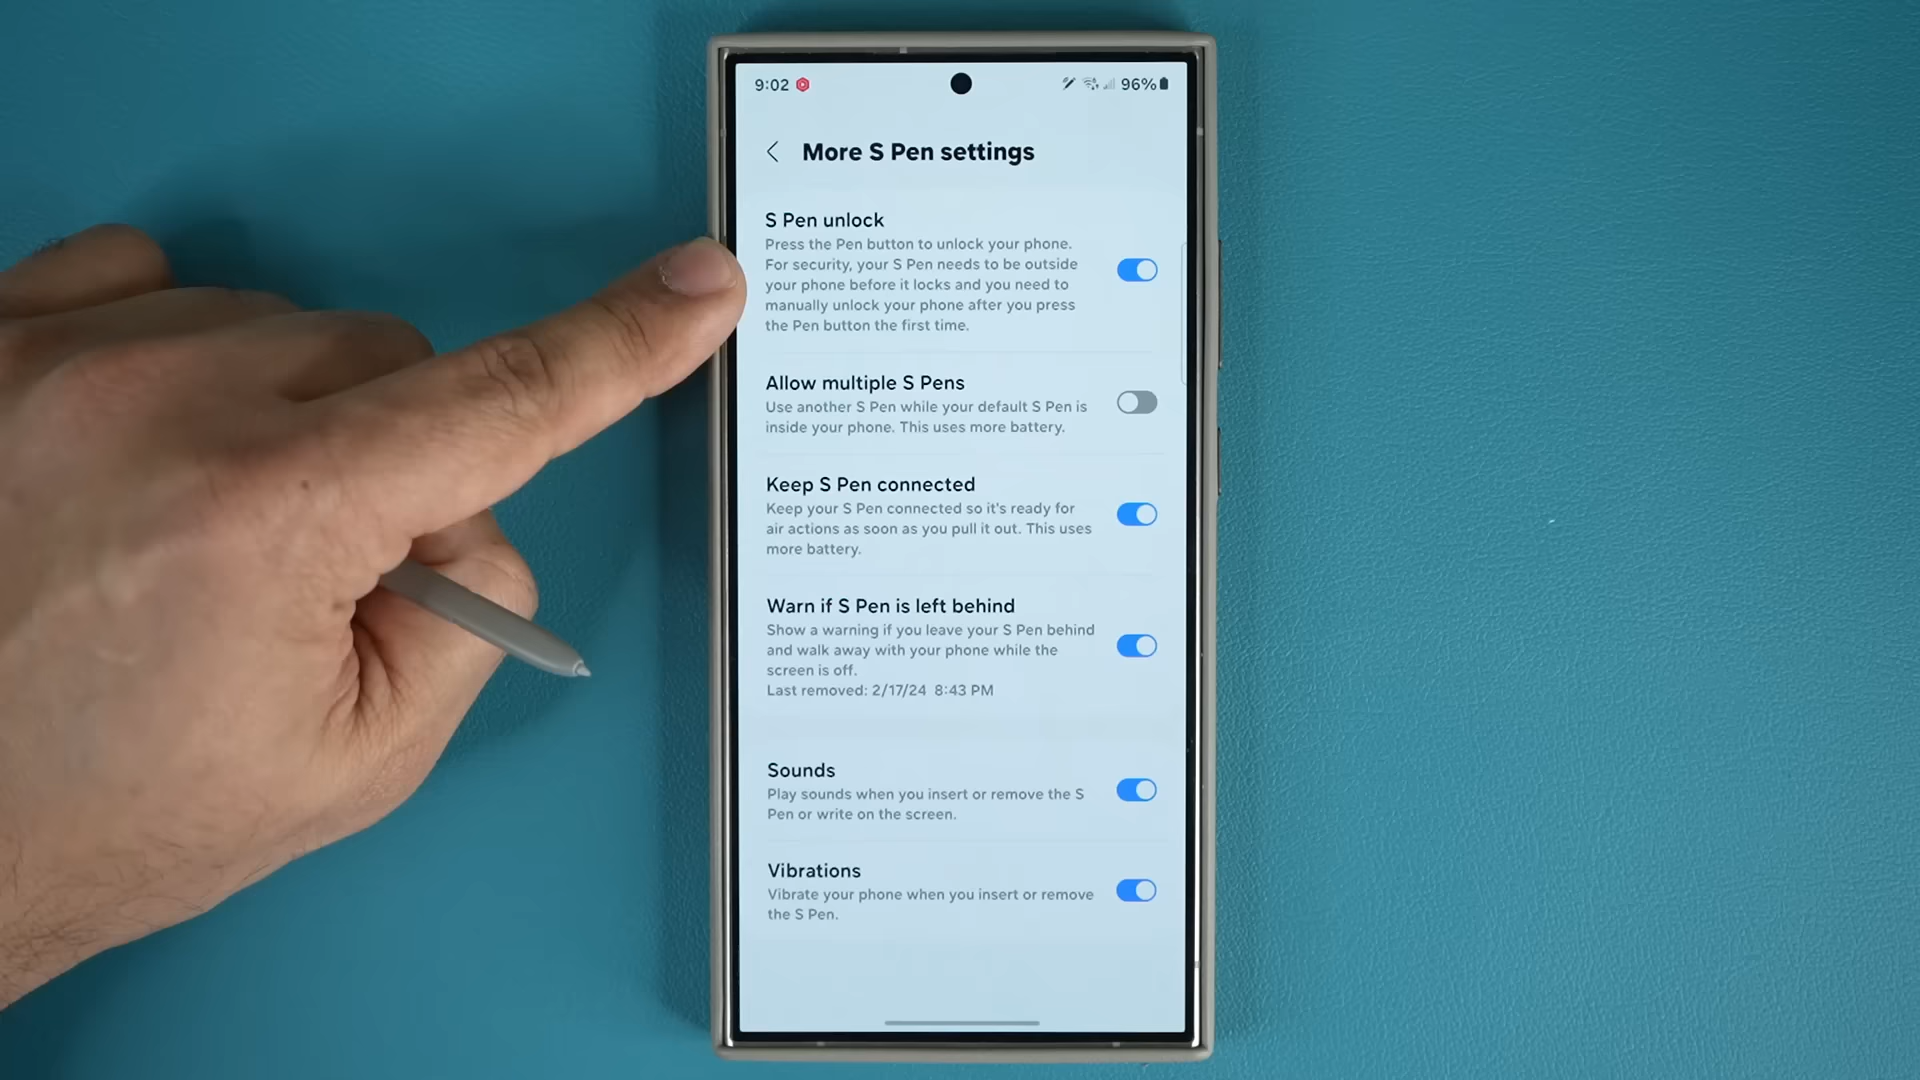 9:02
96%
More S Pen settings
S Pen unlock
Press the Pen button to unlock your phone.
For security, your S Pen needs to be outside
your phone before it locks and you need to
manually unlock your phone after you press
the Pen button the first time.
Allow multiple S Pens
Use another S Pen while your default S Pen is
inside your phone. This uses more battery.
Keep S Pen connected
Keep your S Pen connected so it's ready for
air actions as soon as you pull it out. This uses
more battery.
Warn if S Pen is left behind
Show a warning if you leave your S Pen behind
and walk away with your phone while the
screen is off.
Last removed: 2/17/24 8:43 PM
Sounds
Play sounds when you insert or remove the S
Pen or write on the screen.
Vibrations
Vibrate your phone when you insert or remove
the S Pen.